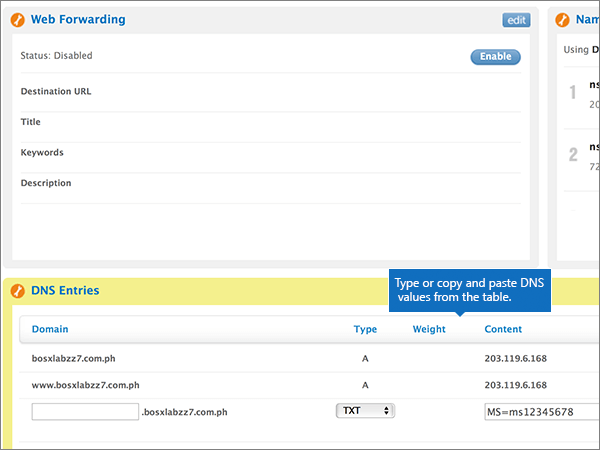 Web Forwarding
edit
Status: Disabled
Enable
Destination URL
Title
Keywords
Description
Nam
Using D
1
ns
20
2
ns
72
Type or copy and paste DNS
values from the table.
DNS Entries
Domain Type Weight Content
bosxlabzz7.com.ph A 203.119.6.168
www.bosxlabzz7.com.ph A 203.119.6.168
.bosxlabzz7.com.ph TXT MS=ms12345678